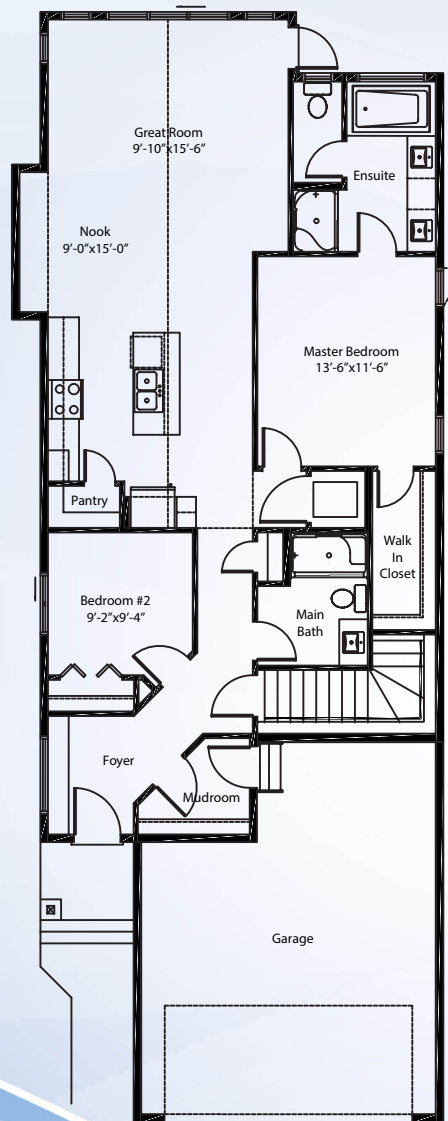 Great Room
9'-10"x15'-6"
Ensuite
Nook
9'-0"x15'-0"
Master Bedroom
13'-6"x11'-6"
Pantry
Walk
In
Closet
Bedroom #2
9'-2"x9'-4"
Main
Bath
Foyer
Mudroom
Garage